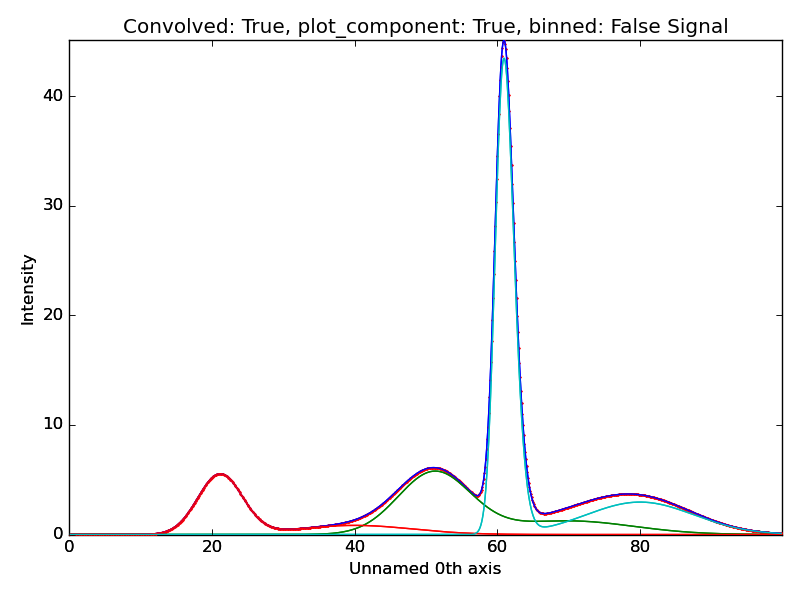 Convolved: True, plot_component: True, binned: False Signal
40
30
20
10
0
Intensity
0 20 40 60 80
Unnamed 0th axis